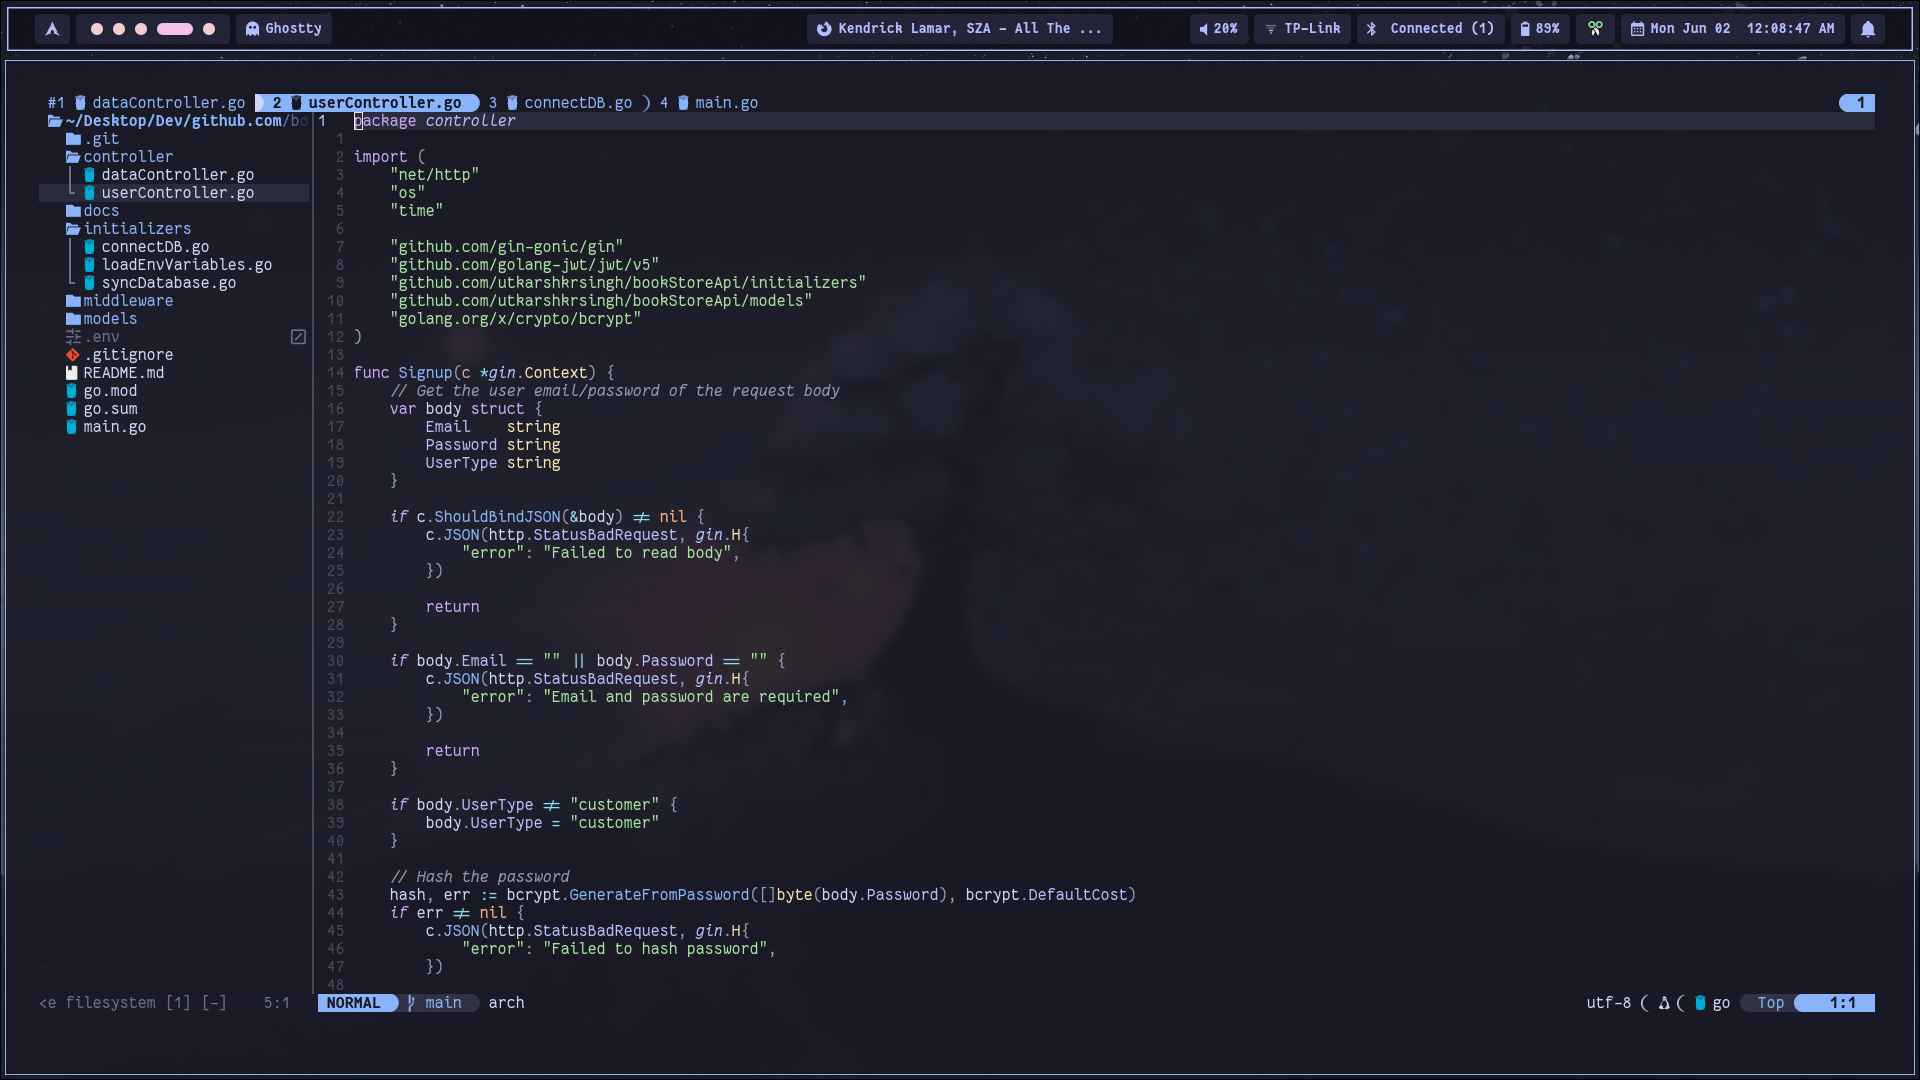 Ghostty
Kendrick Lamar, SZA - All The ...
20%
TP-Link
Connected (1)
89%
Mon Jun 02 12:08:47 AM
#1 dataController.go 2 userController.go 3 connectDB.go ) 4 main.go
1
~/Desktop/Dev/github.com/bo
.git
controller
dataController.go
userController.go
docs
initializers
connectDB.go
loadEnvVariables.go
syncDatabase.go
middleware
models
.env
.gitignore
README.md
go.mod
go.sum
main.go
1 package controller
1
2 import (
3 "net/http"
4 "os"
5 "time"
6
7 "github.com/gin-gonic/gin"
8 "github.com/golang-jwt/jwt/v5"
9 "github.com/utkarshkrsingh/bookStoreApi/initializers"
10 "github.com/utkarshkrsingh/bookStoreApi/models"
11 "golang.org/x/crypto/bcrypt"
12 )
13
14 func Signup(c *gin.Context) {
15 // Get the user email/password of the request body
16 var body struct {
17 Email string
18 Password string
19 UserType string
20 }
21
22 if c.ShouldBindJSON(&body) != nil {
23 c.JSON(http.StatusBadRequest, gin.H{
24 "error": "Failed to read body",
25 })
26
27 return
28 }
29
30 if body.Email == "" || body.Password == "" {
31 c.JSON(http.StatusBadRequest, gin.H{
32 "error": "Email and password are required",
33 })
34
35 return
36 }
37
38 if body.UserType != "customer" {
39 body.UserType = "customer"
40 }
41
42 // Hash the password
43 hash, err := bcrypt.GenerateFromPassword([]byte(body.Password), bcrypt.DefaultCost)
44 if err != nil {
45 c.JSON(http.StatusBadRequest, gin.H{
46 "error": "Failed to hash password",
47 })
48
<e filesystem [1] [-] 5:1
NORMAL main arch
utf-8 ( ( go Top 1:1